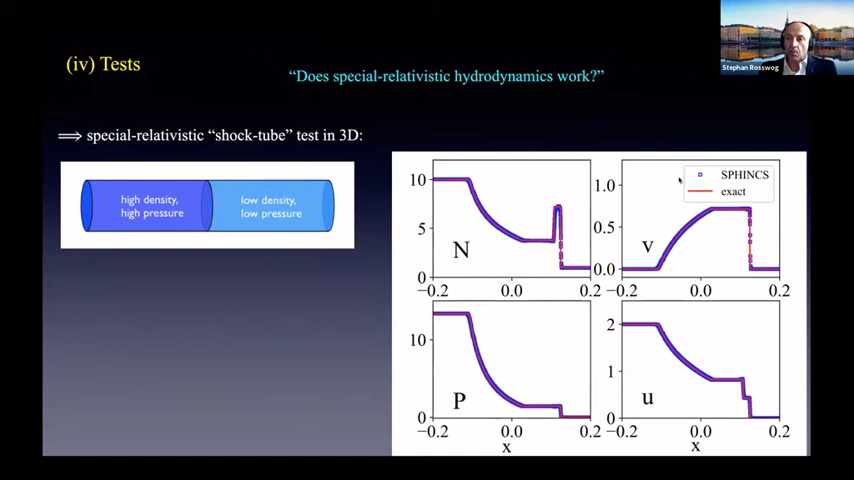 (iv) Tests
"Does special-relativistic hydrodynamics work?"
Stephan Rosswog
⟹ special-relativistic "shock-tube" test in 3D:
high density,
high pressure
low density,
low pressure
10
5
0
N
−0.2
0.0
0.2
1.0
0.5
0.0
v
SPHINCS
exact
−0.2
0.0
0.2
10
0
P
−0.2
0.0
0.2
x
2
1
0
u
−0.2
0.0
0.2
x